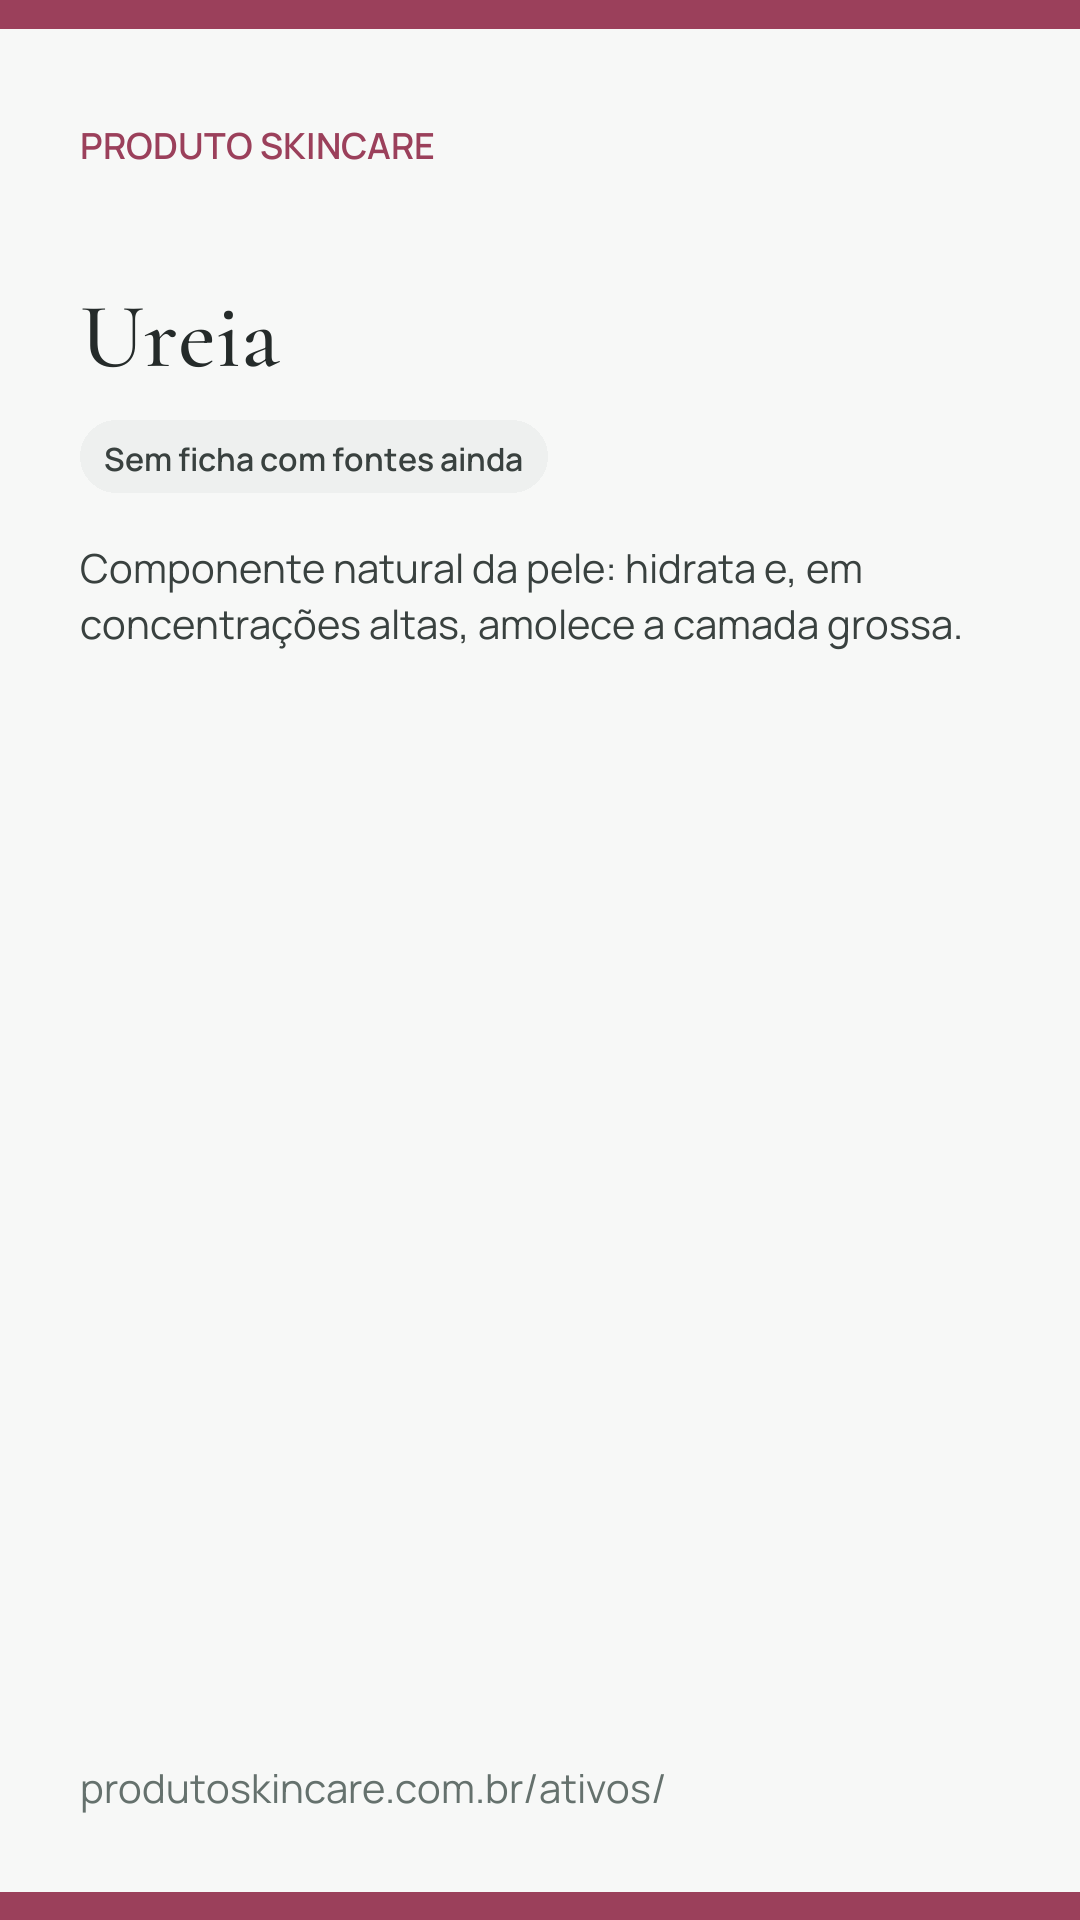 PRODUTO SKINCARE
Ureia
Sem ficha com fontes ainda
Componente natural da pele: hidrata e, em
concentrações altas, amolece a camada grossa.
produtoskincare.com.br/ativos/